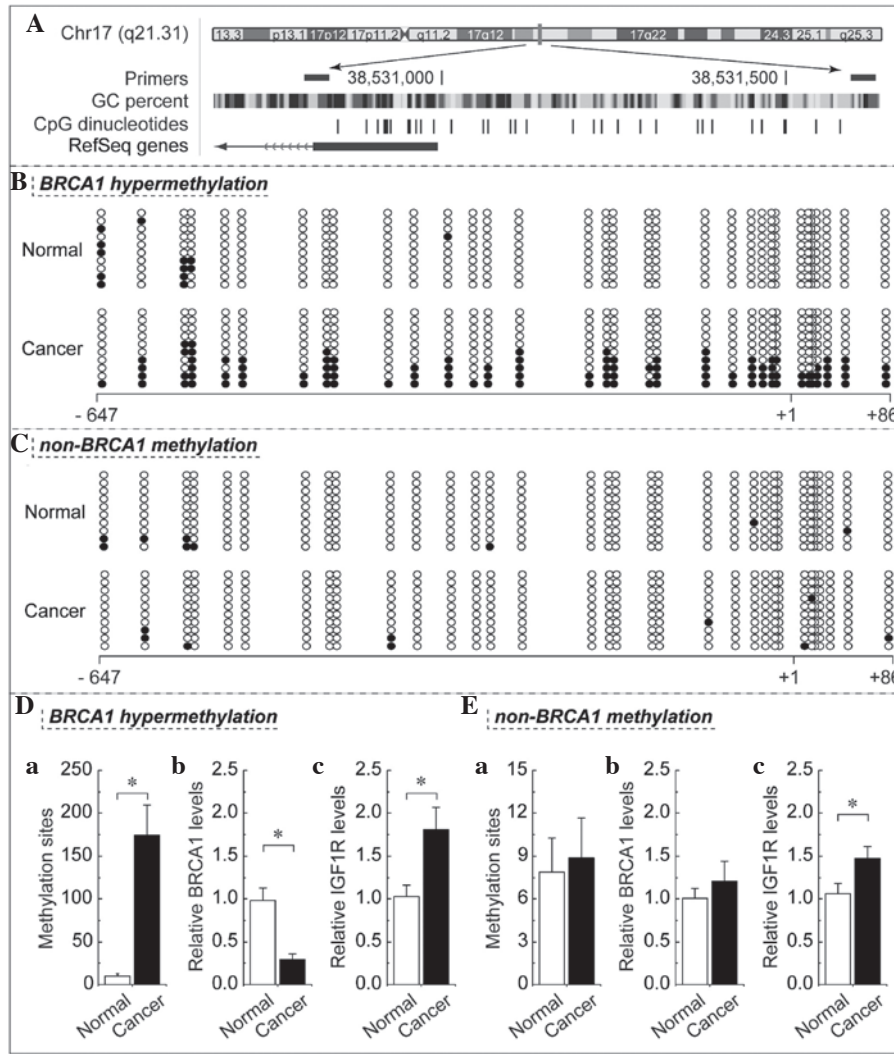 A
Chr17 (q21.31)
13.3 p13.1 17p12 17p11.2 q11.2 17q12 17q22 24.3 25.1 q25.3
Primers
38,531,000
38,531,500
GC percent
CpG dinucleotides
RefSeq genes
B
BRCA1 hypermethylation
Normal
Cancer
- 647
+1
+86
C
non-BRCA1 methylation
Normal
Cancer
- 647
+1
+86
D
BRCA1 hypermethylation
a
Methylation sites
250
200
150
100
50
0
*
Normal
Cancer
b
Relative BRCA1 levels
2.5
2.0
1.5
1.0
0.5
0.0
*
Normal
Cancer
c
Relative IGF1R levels
2.5
2.0
1.5
1.0
0.5
0.0
*
Normal
Cancer
E
non-BRCA1 methylation
a
Methylation sites
15
12
9
6
3
0
Normal
Cancer
b
Relative BRCA1 levels
2.5
2.0
1.5
1.0
0.5
0.0
Normal
Cancer
c
Relative IGF1R levels
2.5
2.0
1.5
1.0
0.5
0.0
*
Normal
Cancer